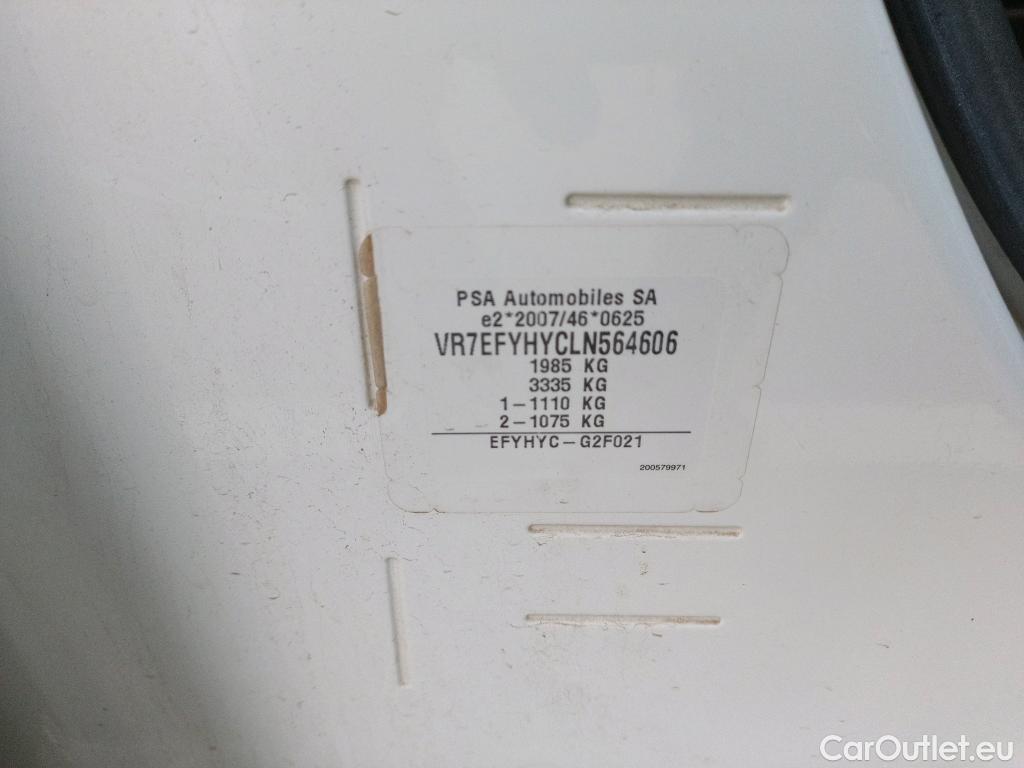 PSA Automobiles SA
e2*2007/46*0625
VR7EFYHYCLN564606
1985 KG
3335 KG
1-1110 KG
2-1075 KG
EFYHYC-G2F021
200579971
CarOutlet.eu